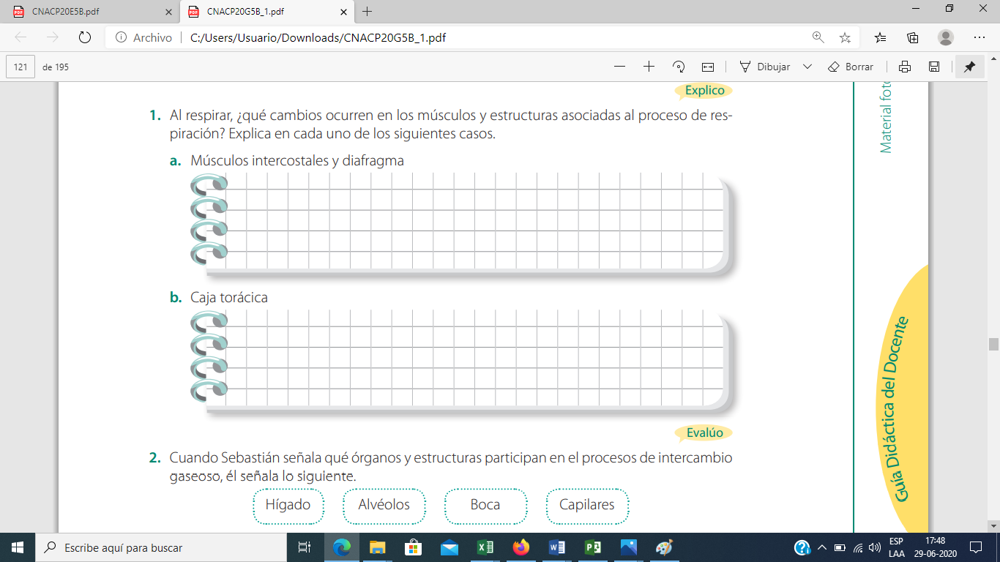 CNACP20E5B.pdf
CNACP20G5B_1.pdf
Archivo
C:/Users/Usuario/Downloads/CNACP20G5B_1.pdf
121
de 195
Dibujar
Borrar
Explico
1. Al respirar, ¿qué cambios ocurren en los músculos y estructuras asociadas al proceso de res-
piración? Explica en cada uno de los siguientes casos.
a. Músculos intercostales y diafragma
b. Caja torácica
Evalúo
2. Cuando Sebastián señala qué órganos y estructuras participan en el procesos de intercambio
gaseoso, él señala lo siguiente.
Hígado
Alvéolos
Boca
Capilares
Material
Guía Didáctica del Docente
Escribe aquí para buscar
ESP
LAA
17:48
29-06-2020